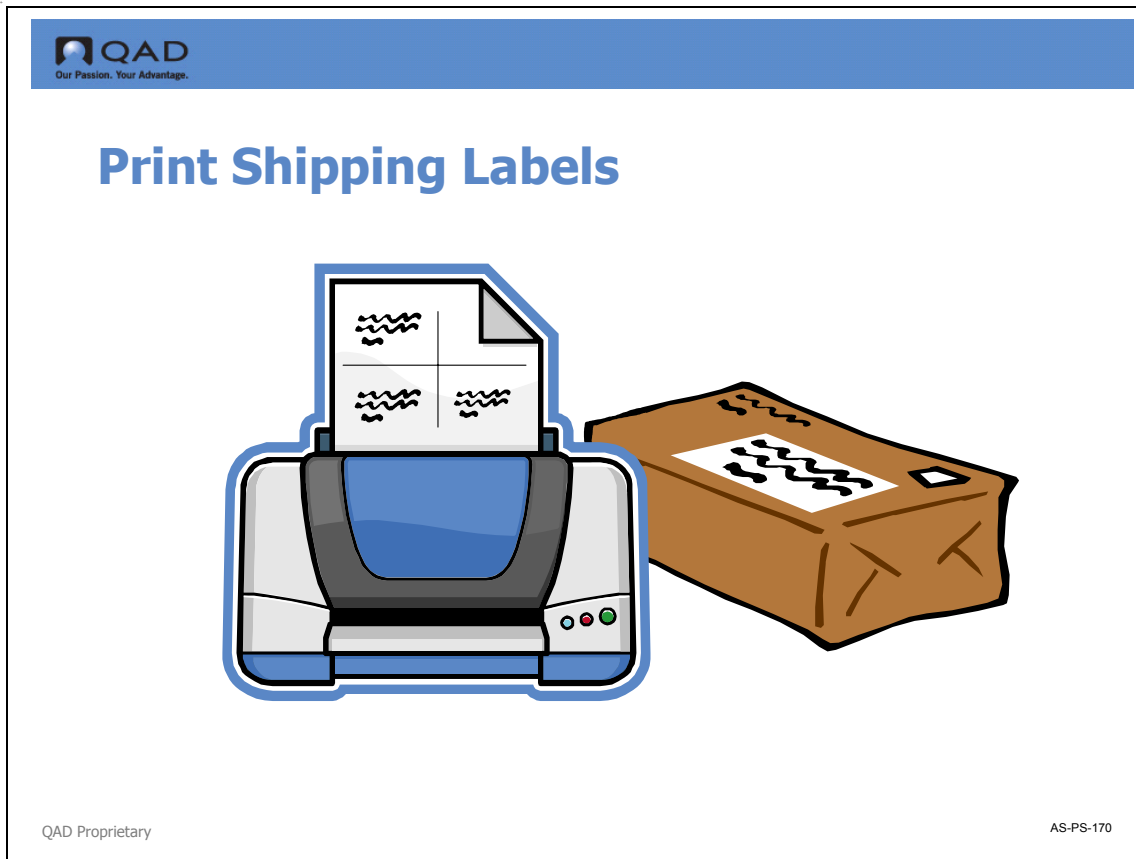 QAD
Our Passion. Your Advantage.
Print Shipping Labels
QAD Proprietary
AS-PS-170